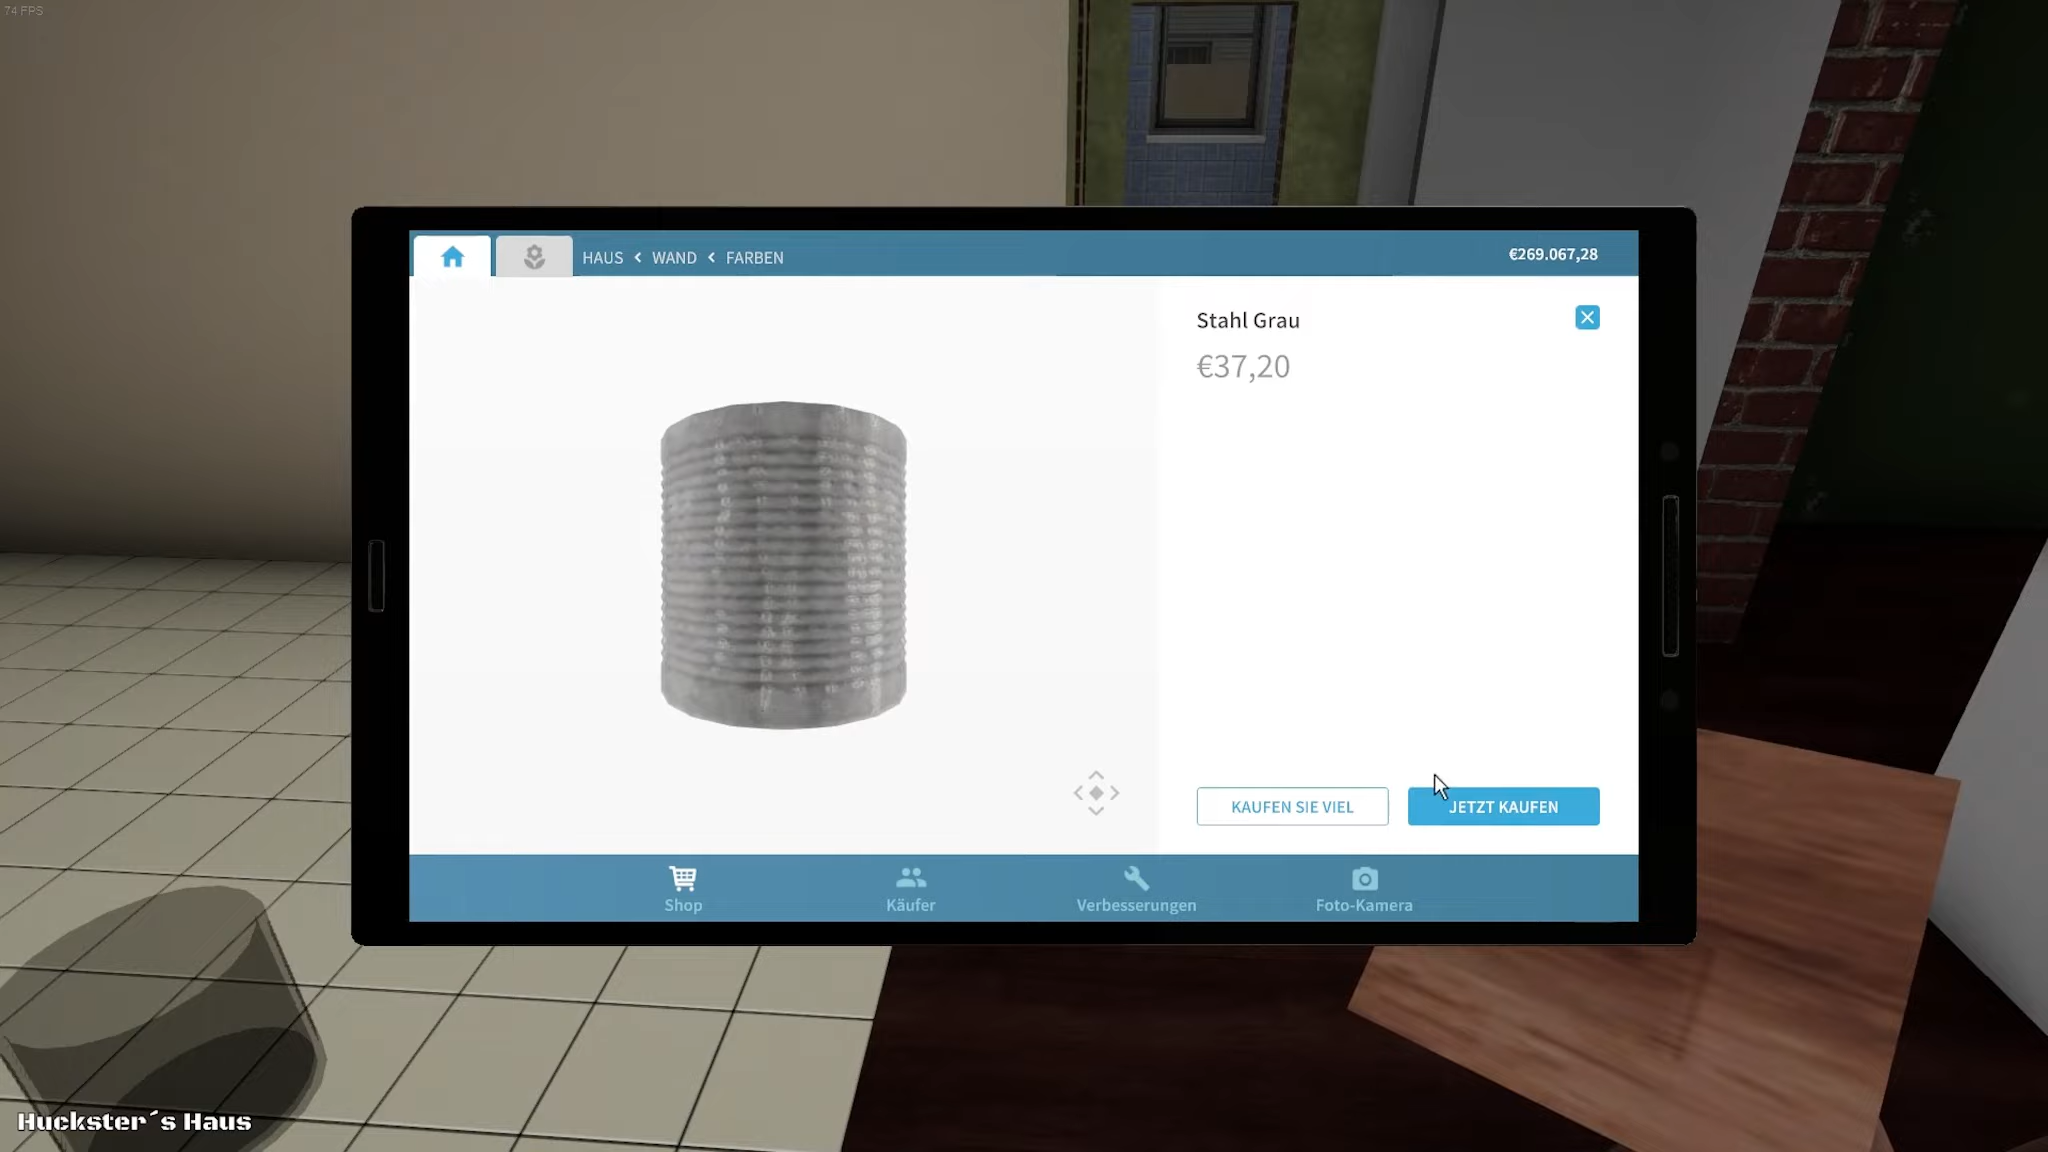 74 FPS
HAUS < WAND < FARBEN
€269.067,28
Stahl Grau
€37,20
KAUFEN SIE VIEL
JETZT KAUFEN
Shop
Käufer
Verbesserungen
Foto-Kamera
Huckster´s Haus